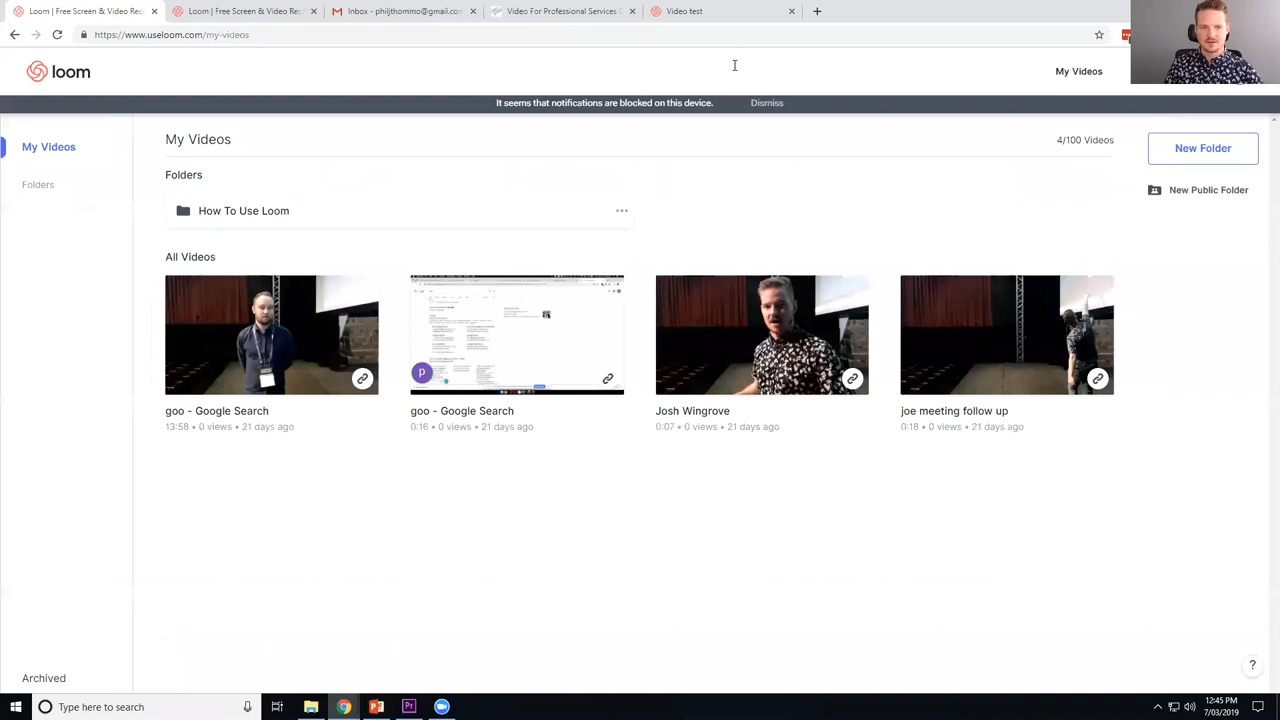 Loom | Free Screen & Video Rec
Loom | Free Screen & Video Rec
Inbox - philjthommo@gmail.con
Video For Professional Services C
Video test
https://www.useloom.com/my-videos
loom
My Videos
It seems that notifications are blocked on this device.
Dismiss
My Videos
Folders
My Videos
4/100 Videos
Folders
How To Use Loom
New Folder
New Public Folder
All Videos
P
goo - Google Search
13:58 • 0 views • 21 days ago
goo - Google Search
0:16 • 0 views • 21 days ago
Josh Wingrove
0:07 • 0 views • 21 days ago
joe meeting follow up
0:18 • 0 views • 21 days ago
Archived
?
Type here to search
Pr
12:45 PM
7/03/2019